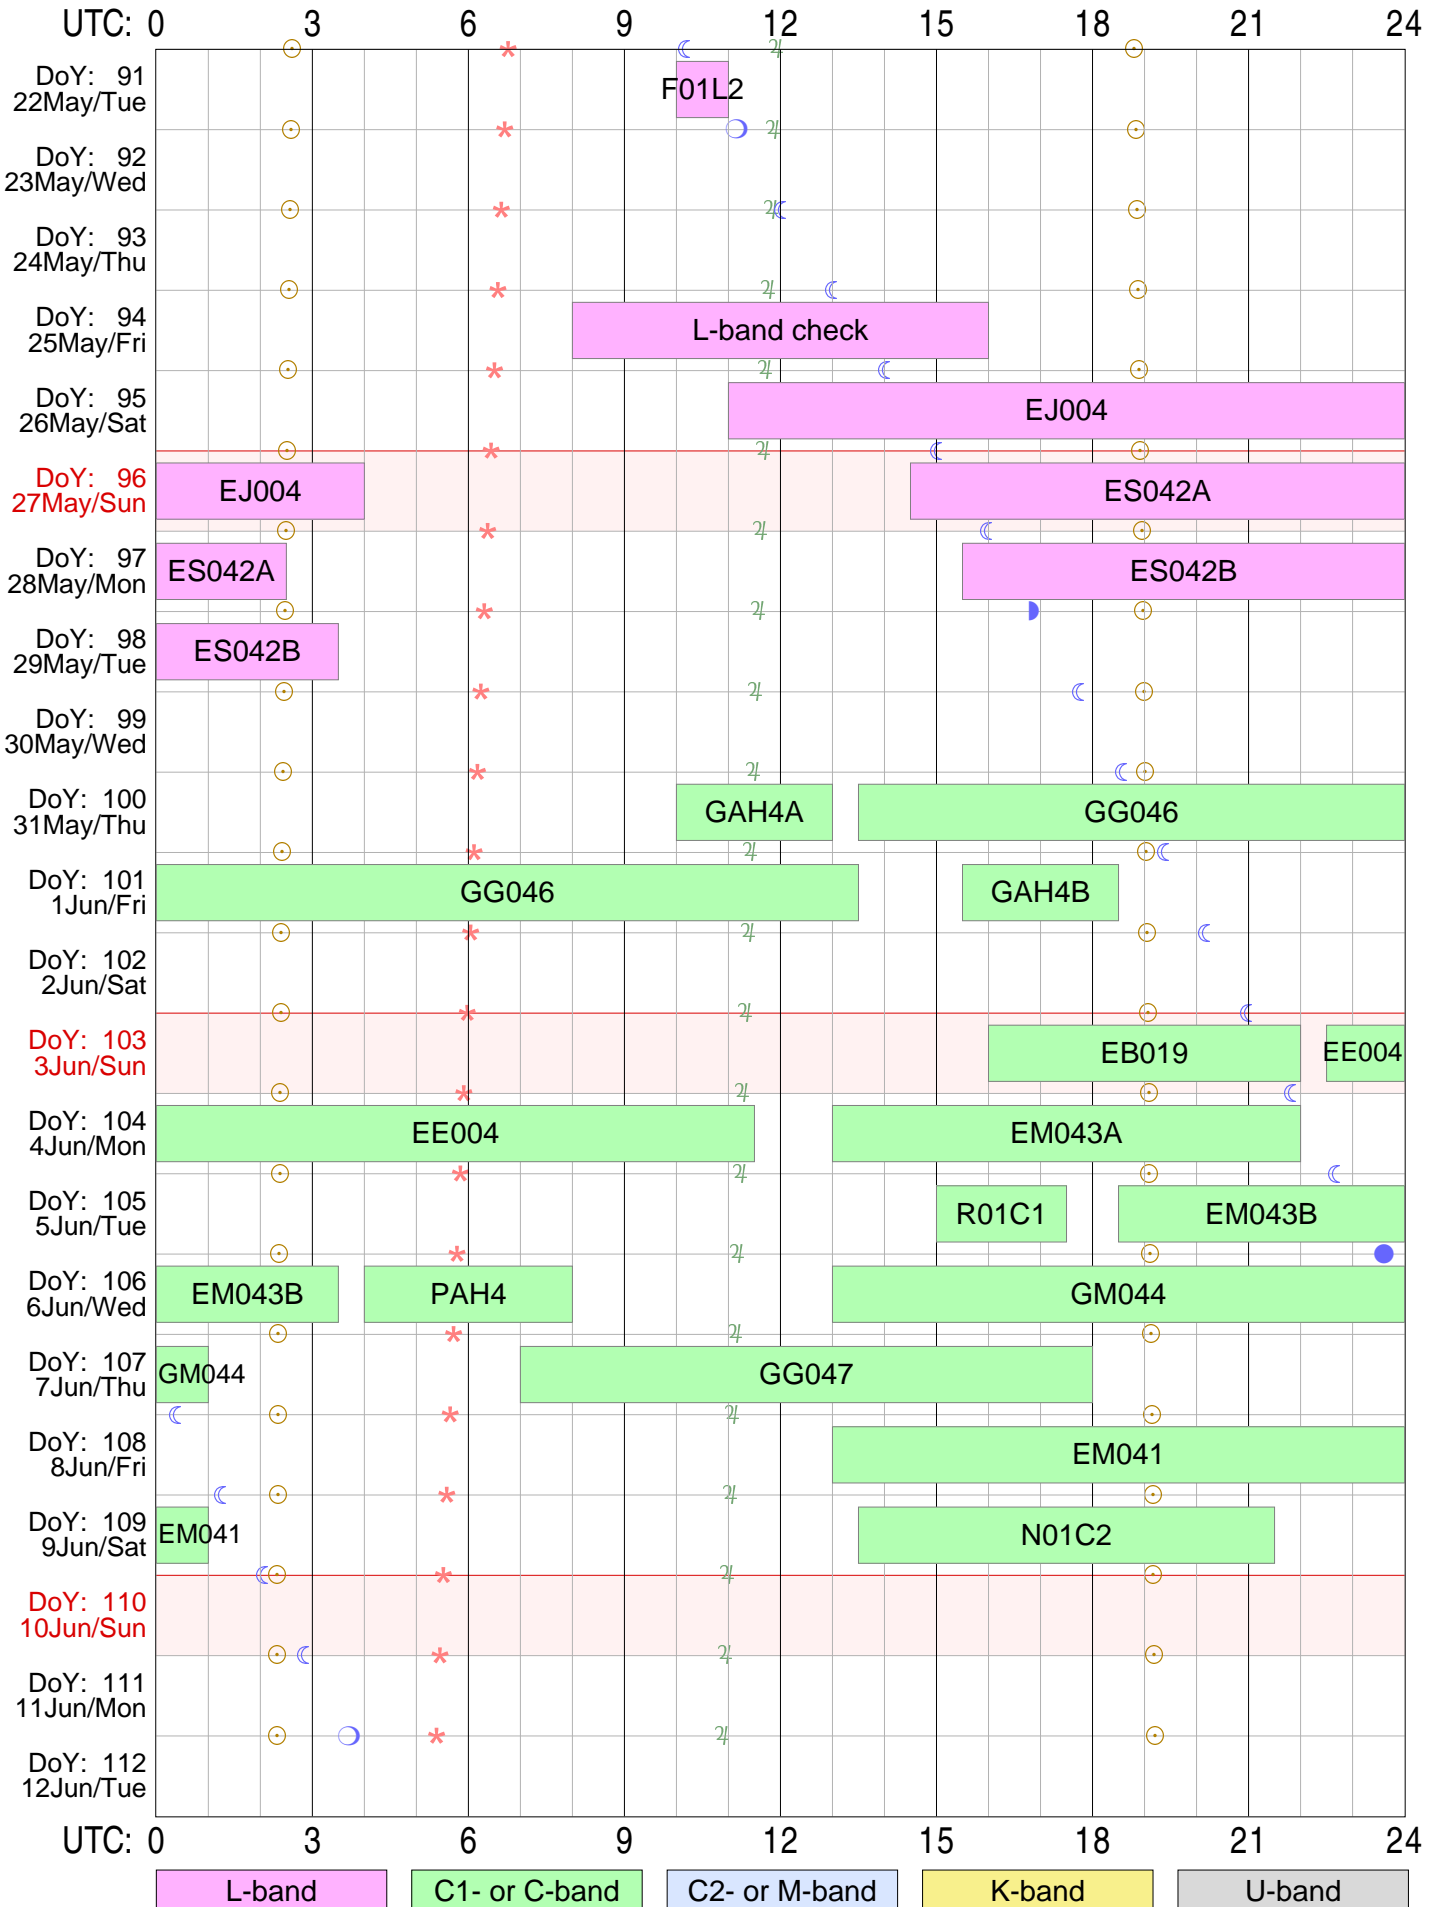 UTC: 0 3 6 9 12 15 18 21 24
DoY: 91
22May/Tue
F01L2
DoY: 92
23May/Wed
DoY: 93
24May/Thu
DoY: 94
25May/Fri
L-band check
DoY: 95
26May/Sat
EJ004
DoY: 96
27May/Sun
EJ004 ES042A
DoY: 97
28May/Mon
ES042A ES042B
DoY: 98
29May/Tue
ES042B
DoY: 99
30May/Wed
DoY: 100
31May/Thu
GAH4A GG046
DoY: 101
1Jun/Fri
GG046 GAH4B
DoY: 102
2Jun/Sat
DoY: 103
3Jun/Sun
EB019 EE004
DoY: 104
4Jun/Mon
EE004 EM043A
DoY: 105
5Jun/Tue
R01C1 EM043B
DoY: 106
6Jun/Wed
EM043B PAH4 GM044
DoY: 107
7Jun/Thu
GM044 GG047
DoY: 108
8Jun/Fri
EM041
DoY: 109
9Jun/Sat
EM041 N01C2
DoY: 110
10Jun/Sun
DoY: 111
11Jun/Mon
DoY: 112
12Jun/Tue
UTC: 0 3 6 9 12 15 18 21 24
L-band C1- or C-band C2- or M-band K-band U-band